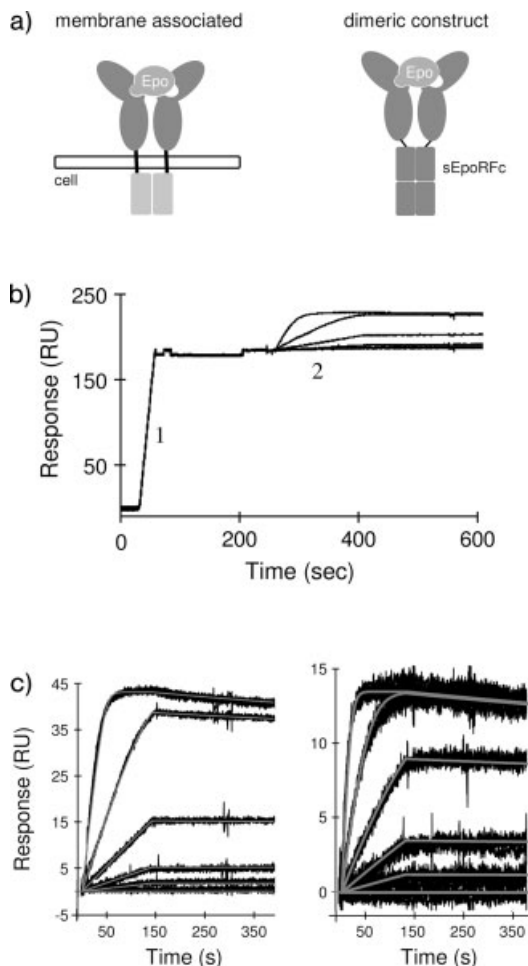 a) membrane associated dimeric construct
Epo Epo
cell sEpoRFc
b)
250
150
50
Response (RU)
1
2
0 200 400 600
Time (sec)
c)
45
35
25
15
5
-5
Response (RU)
50 150 250 350
Time (s)
15
10
5
0
50 150 250 350
Time (s)